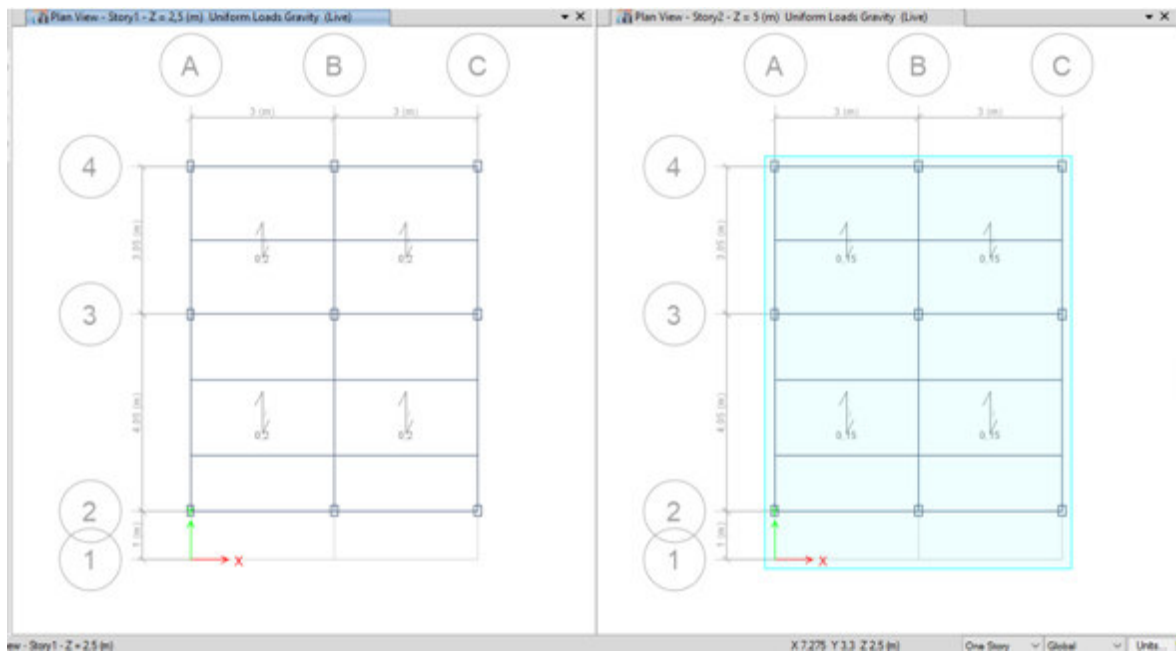 Plan View - Story1 - Z = 2,5 (m) Uniform Loads Gravity (Live)
A B C
3 (m) 3 (m)
4
3,05 (m)
0,2 0,2
3
4,05 (m)
0,2 0,2
2
1 (m)
1
X
Plan View - Story2 - Z = 5 (m) Uniform Loads Gravity (Live)
A B C
3 (m) 3 (m)
4
3,05 (m)
0,15 0,15
3
4,05 (m)
0,15 0,15
2
1 (m)
1
X
ew - Story1 - Z = 2.5 (m)
X 7,275 Y 3,3 Z 2,5 (m)
One Story
Global
Units...